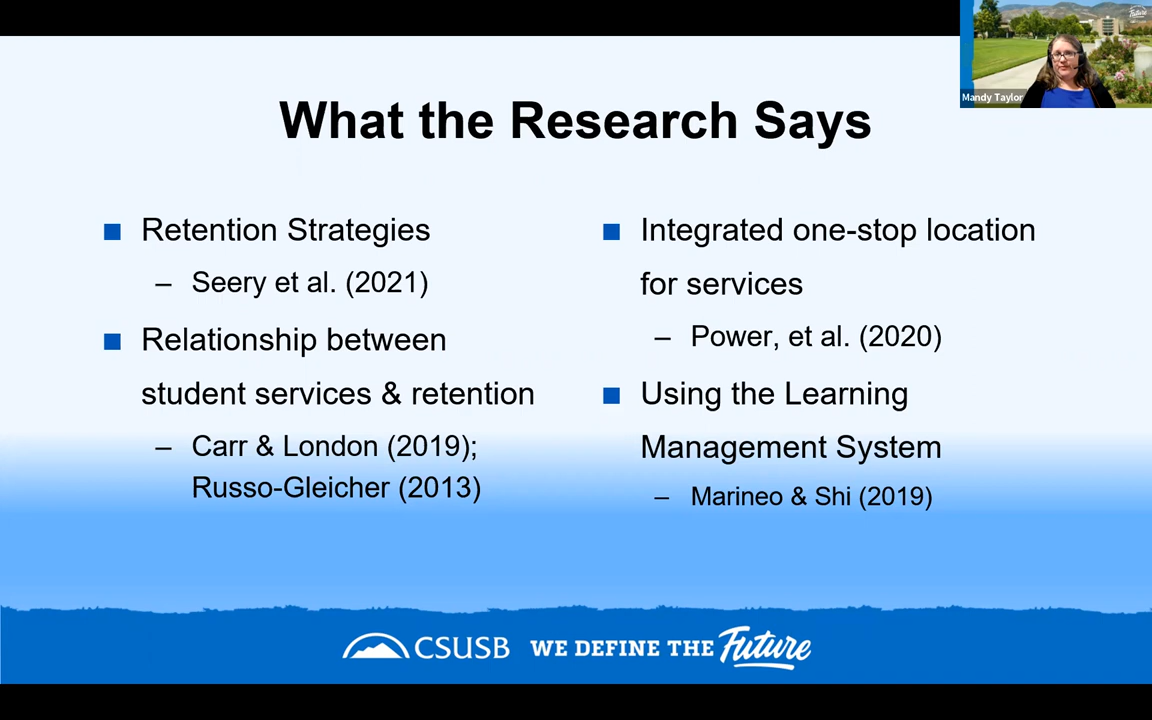 What the Research Says
Retention Strategies
– Seery et al. (2021)
Relationship between
student services & retention
– Carr & London (2019);
Russo-Gleicher (2013)
Integrated one-stop location
for services
– Power, et al. (2020)
Using the Learning
Management System
– Marineo & Shi (2019)
Mandy Taylor
CSUSB WE DEFINE THE Future